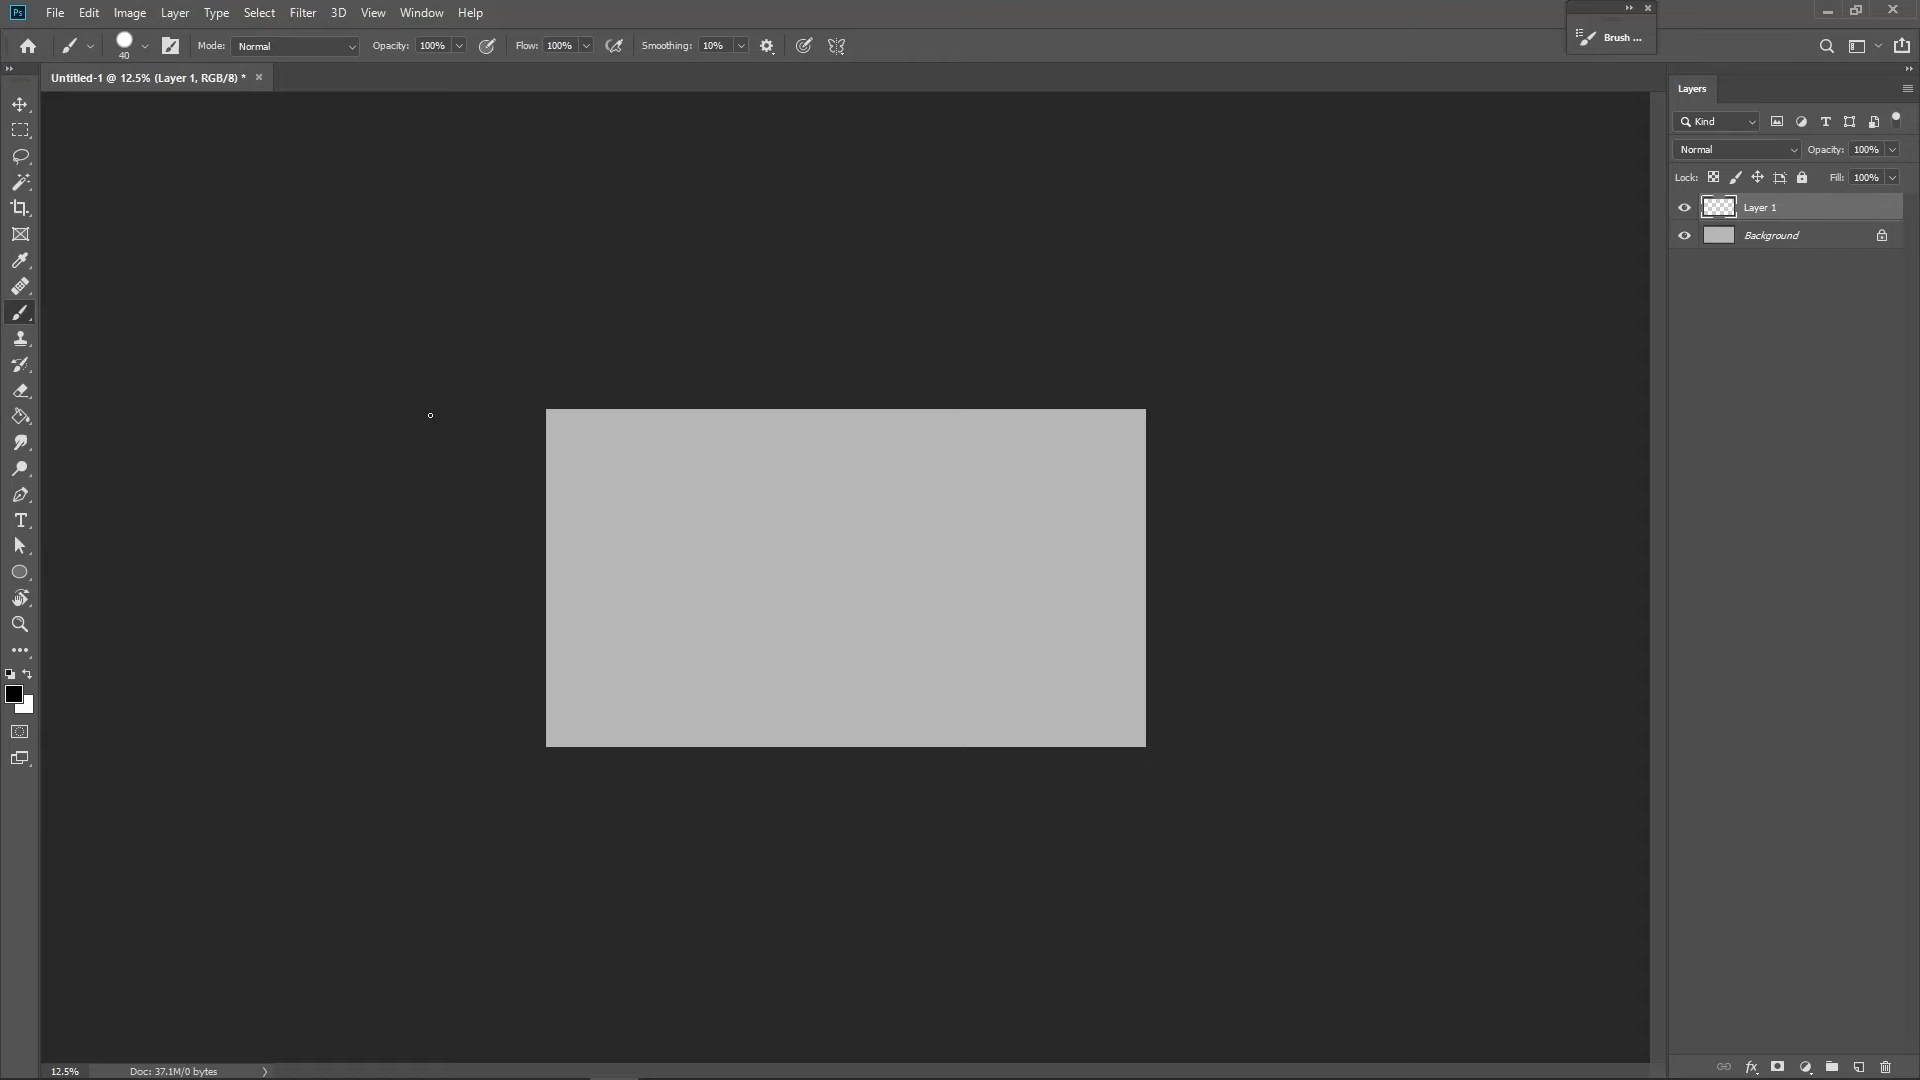 Ps File Edit Image Layer Type Select Filter 3D View Window Help
Brush ...
40 Mode: Normal Opacity: 100% Flow: 100% Smoothing: 10%
Untitled-1 @ 12.5% (Layer 1, RGB/8) *
Layers
Kind
Normal Opacity: 100%
Lock: Fill: 100%
Layer 1
Background
12.5% Doc: 37.1M/0 bytes